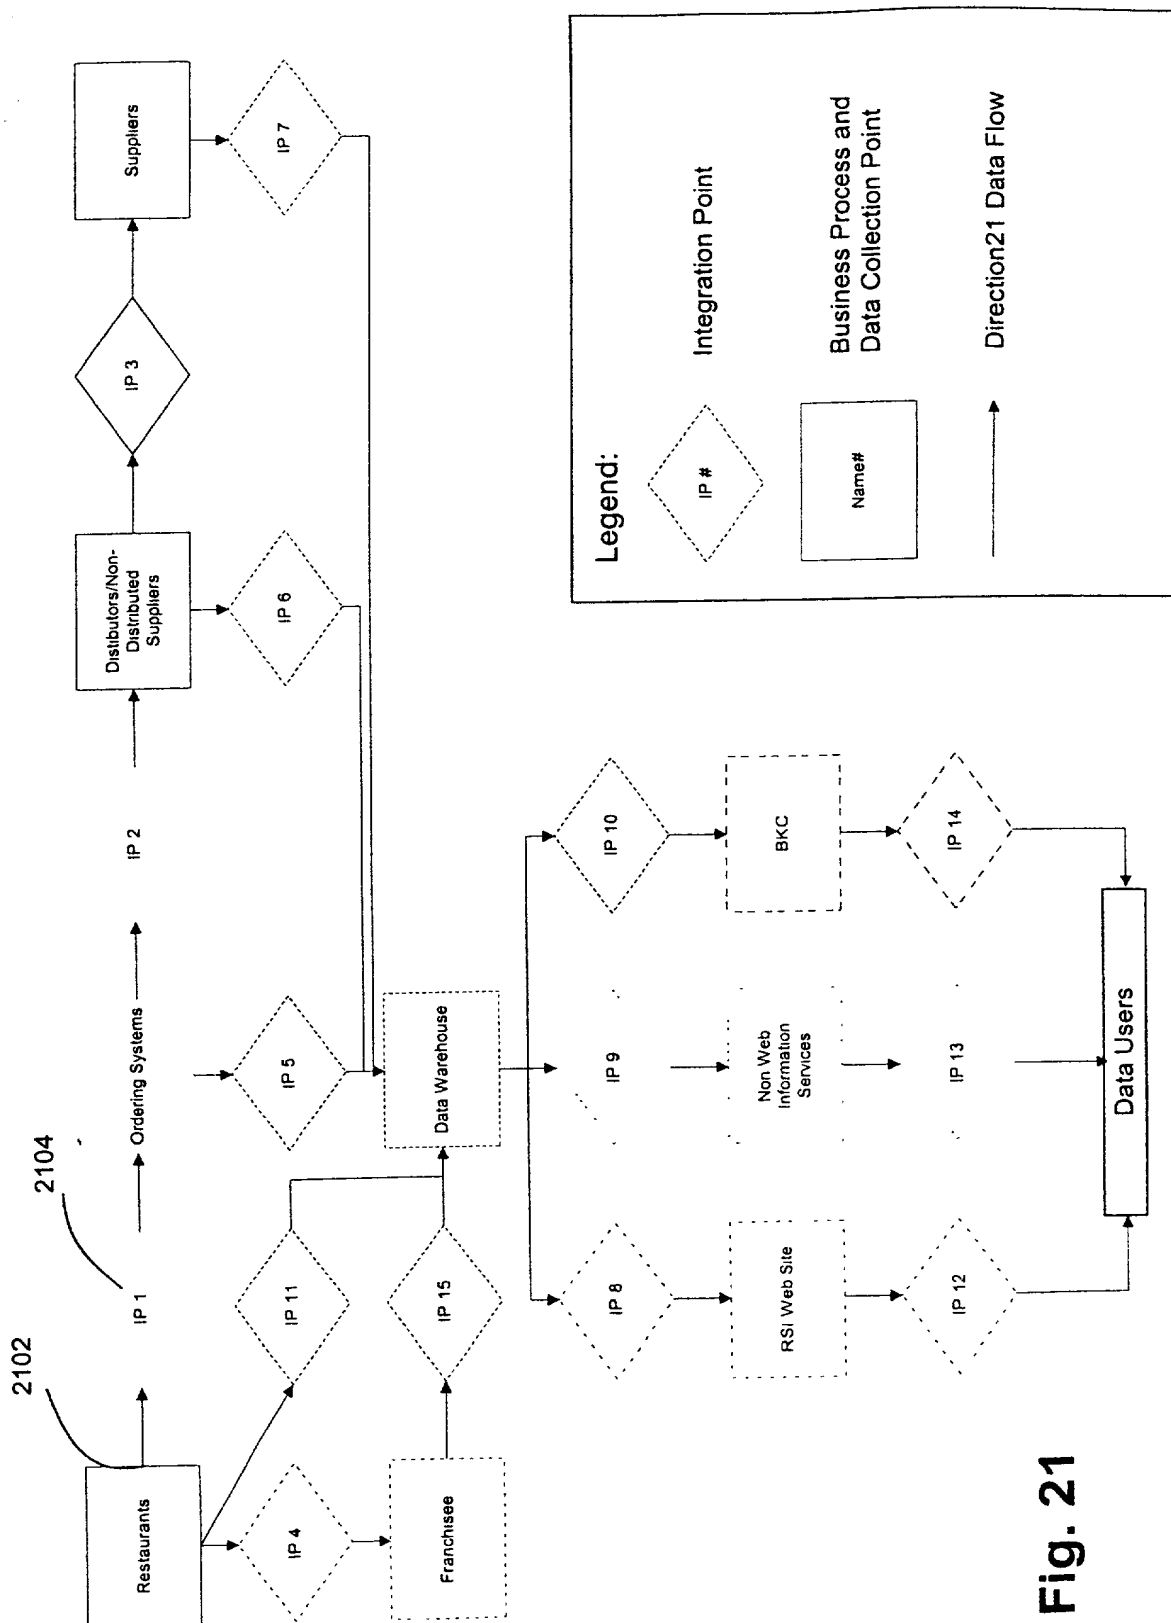 2102
2104
Restaurants
IP 1
Ordering Systems
IP 2
Distibutors/Non-
Distributed
Suppliers
IP 3
Suppliers
IP 4
IP 11
IP 5
IP 6
IP 7
Franchisee
IP 15
Data Warehouse
IP 8
IP 9
IP 10
RSI Web Site
Non Web
Information
Services
BKC
IP 12
IP 13
IP 14
Data Users
Legend:
IP #
Integration Point
Name#
Business Process and
Data Collection Point
Direction21 Data Flow
Fig. 21